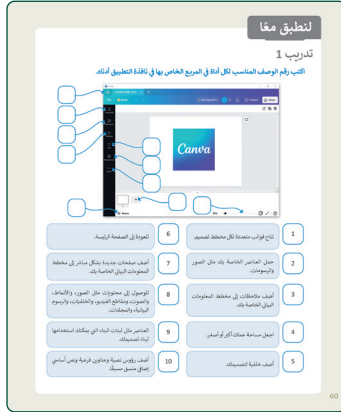 لنطبق معًا
تدريب 1
اكتب رقم الوصف المناسب لكل أداة في المربع الخاص بها في نافذة التطبيق أدناه.
Canva
1
تتاح قوالب متعددة لكل مخطط تصميم.
6
للعودة إلى الصفحة الرئيسة.
2
حمل العناصر الخاصة بك مثل الصور
والرسومات.
7
أضف صفحات جديدة بشكل مباشر إلى مخطط
المعلومات البياني الخاصة بك.
3
أضف ملاحظات إلى مخطط المعلومات
البياني الخاصة بك.
8
للوصول إلى محتويات مثل الصور، والأنماط،
والصوت، ومقاطع الفيديو، والخلفيات، والرسوم
البيانية، والمجلدات.
4
اجعل مساحة عملك أكبر أو أصغر.
9
العناصر مثل لبنات البناء التي يمكنك استخدامها
لبناء تصميمك.
5
أضف خلفية لتصميمك.
10
أضف رؤوس نصية وعناوين فرعية ونص أساسي
إضافي منسق مسبقًا.
60